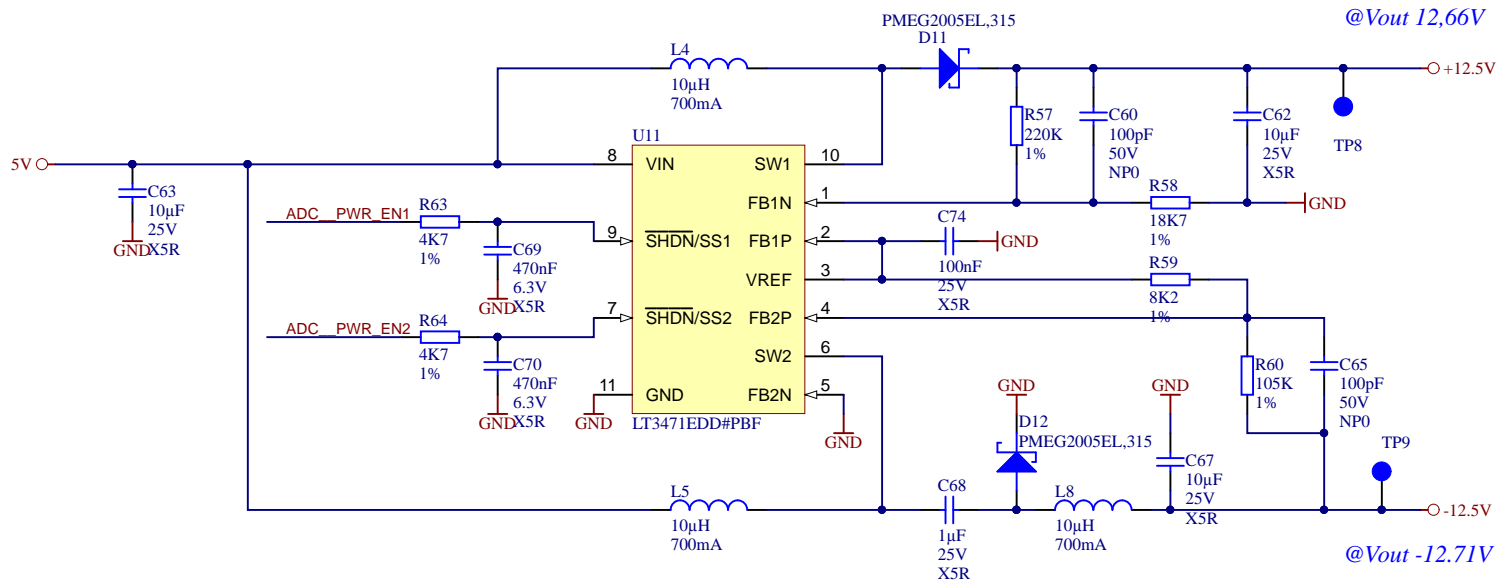 @Vout 12,66V
PMEG2005EL,315
D11
L4
10µH
700mA
+12.5V
R57
220K
1%
C60
100pF
50V
NP0
C62
10µF
25V
X5R
TP8
U11
5V
8
VIN
SW1
10
C63
10µF
25V
X5R
GND
FB1N
1
R58
18K7
1%
GND
ADC__PWR_EN1
R63
4K7
1%
9
SHDN/SS1
FB1P
2
C74
100nF
25V
X5R
GND
C69
470nF
6.3V
X5R
GND
VREF
3
R59
8K2
1%
ADC__PWR_EN2
R64
4K7
1%
7
SHDN/SS2
FB2P
4
C70
470nF
6.3V
X5R
GND
SW2
6
R60
105K
1%
C65
100pF
50V
NP0
11
GND
GND
FB2N
5
GND
LT3471EDD#PBF
GND
D12
PMEG2005EL,315
GND
C67
10µF
25V
X5R
TP9
L5
10µH
700mA
C68
1µF
25V
X5R
L8
10µH
700mA
-12.5V
@Vout -12.71V